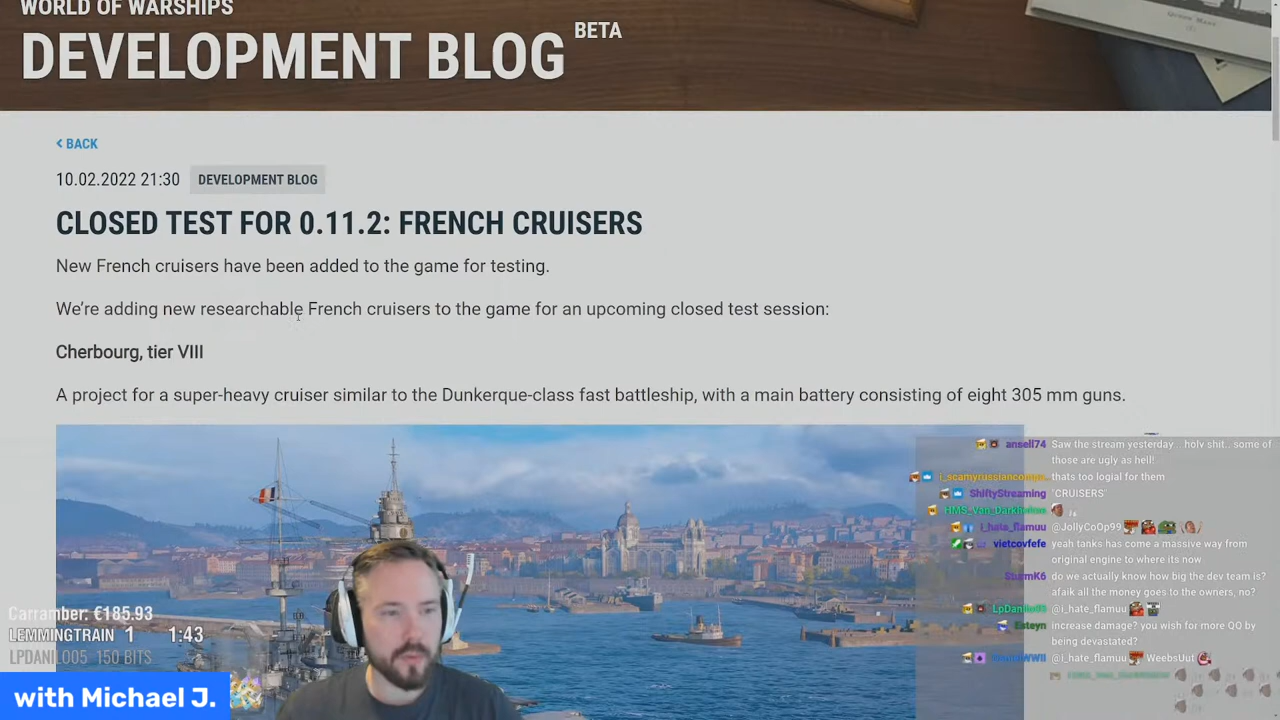 WORLD OF WARSHIPS
DEVELOPMENT BLOG BETA
BACK
10.02.2022 21:30 DEVELOPMENT BLOG
CLOSED TEST FOR 0.11.2: FRENCH CRUISERS
New French cruisers have been added to the game for testing.
We're adding new researchable French cruisers to the game for an upcoming closed test session:
Cherbourg, tier VIII
A project for a super-heavy cruiser similar to the Dunkerque-class fast battleship, with a main battery consisting of eight 305 mm guns.
ansell74 Saw the stream yesterday...holy shit.. some of
those are ugly as hell!
thats too logial for them
ShiftyStreaming "CRUISERS"
i_hate_flamuu @JollyCoOp99
vietcovfefe yeah tanks has come a massive way from
original engine to where its now
SturmK6 do we actually know how big the dev team is?
afaik all the money goes to the owners, no?
@i_hate_flamuu
Esteyn increase damage? you wish for more QQ by
being devastated?
@i_hate_flamuu WeebsUut
Carramber: €185.93
LEMMINGTRAIN 1 1:43
LPDANILO05 150 BITS
with Michael J.